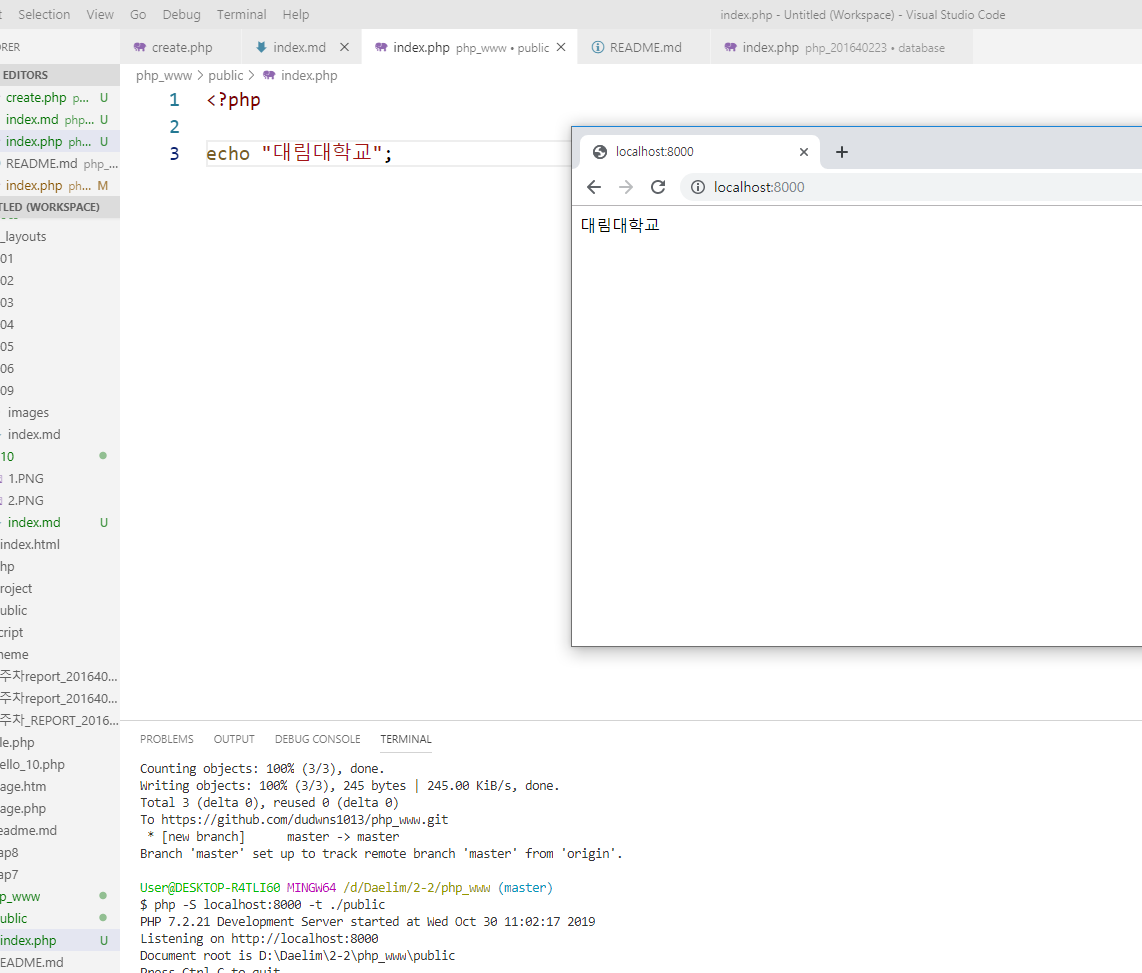 Selection View Go Debug Terminal Help index.php - Untitled (Workspace) - Visual Studio Code
ORER
create.php index.md index.php php_www • public README.md index.php php_201640223 • database
EDITORS
create.php p... U
index.md php... U
index.php ph... U
README.md php_...
index.php ph... M
TLED (WORKSPACE)
_layouts
01
02
03
04
05
06
09
images
index.md
10
1.PNG
2.PNG
index.md U
index.html
hp
roject
ublic
cript
heme
주차report_201640...
주차report_201640...
주차_REPORT_2016...
le.php
ello_10.php
age.htm
age.php
eadme.md
ap8
ap7
p_www
ublic
index.php U
EADME.md
php_www > public > index.php
1 <?php
2
3 echo "대림대학교";
localhost:8000
localhost:8000
대림대학교
PROBLEMS OUTPUT DEBUG CONSOLE TERMINAL
Counting objects: 100% (3/3), done.
Writing objects: 100% (3/3), 245 bytes | 245.00 KiB/s, done.
Total 3 (delta 0), reused 0 (delta 0)
To https://github.com/dudwns1013/php_www.git
* [new branch] master -> master
Branch 'master' set up to track remote branch 'master' from 'origin'.
User@DESKTOP-R4TLI60 MINGW64 /d/Daelim/2-2/php_www (master)
$ php -S localhost:8000 -t ./public
PHP 7.2.21 Development Server started at Wed Oct 30 11:02:17 2019
Listening on http://localhost:8000
Document root is D:\Daelim\2-2\php_www\public
Press Ctrl-C to quit.